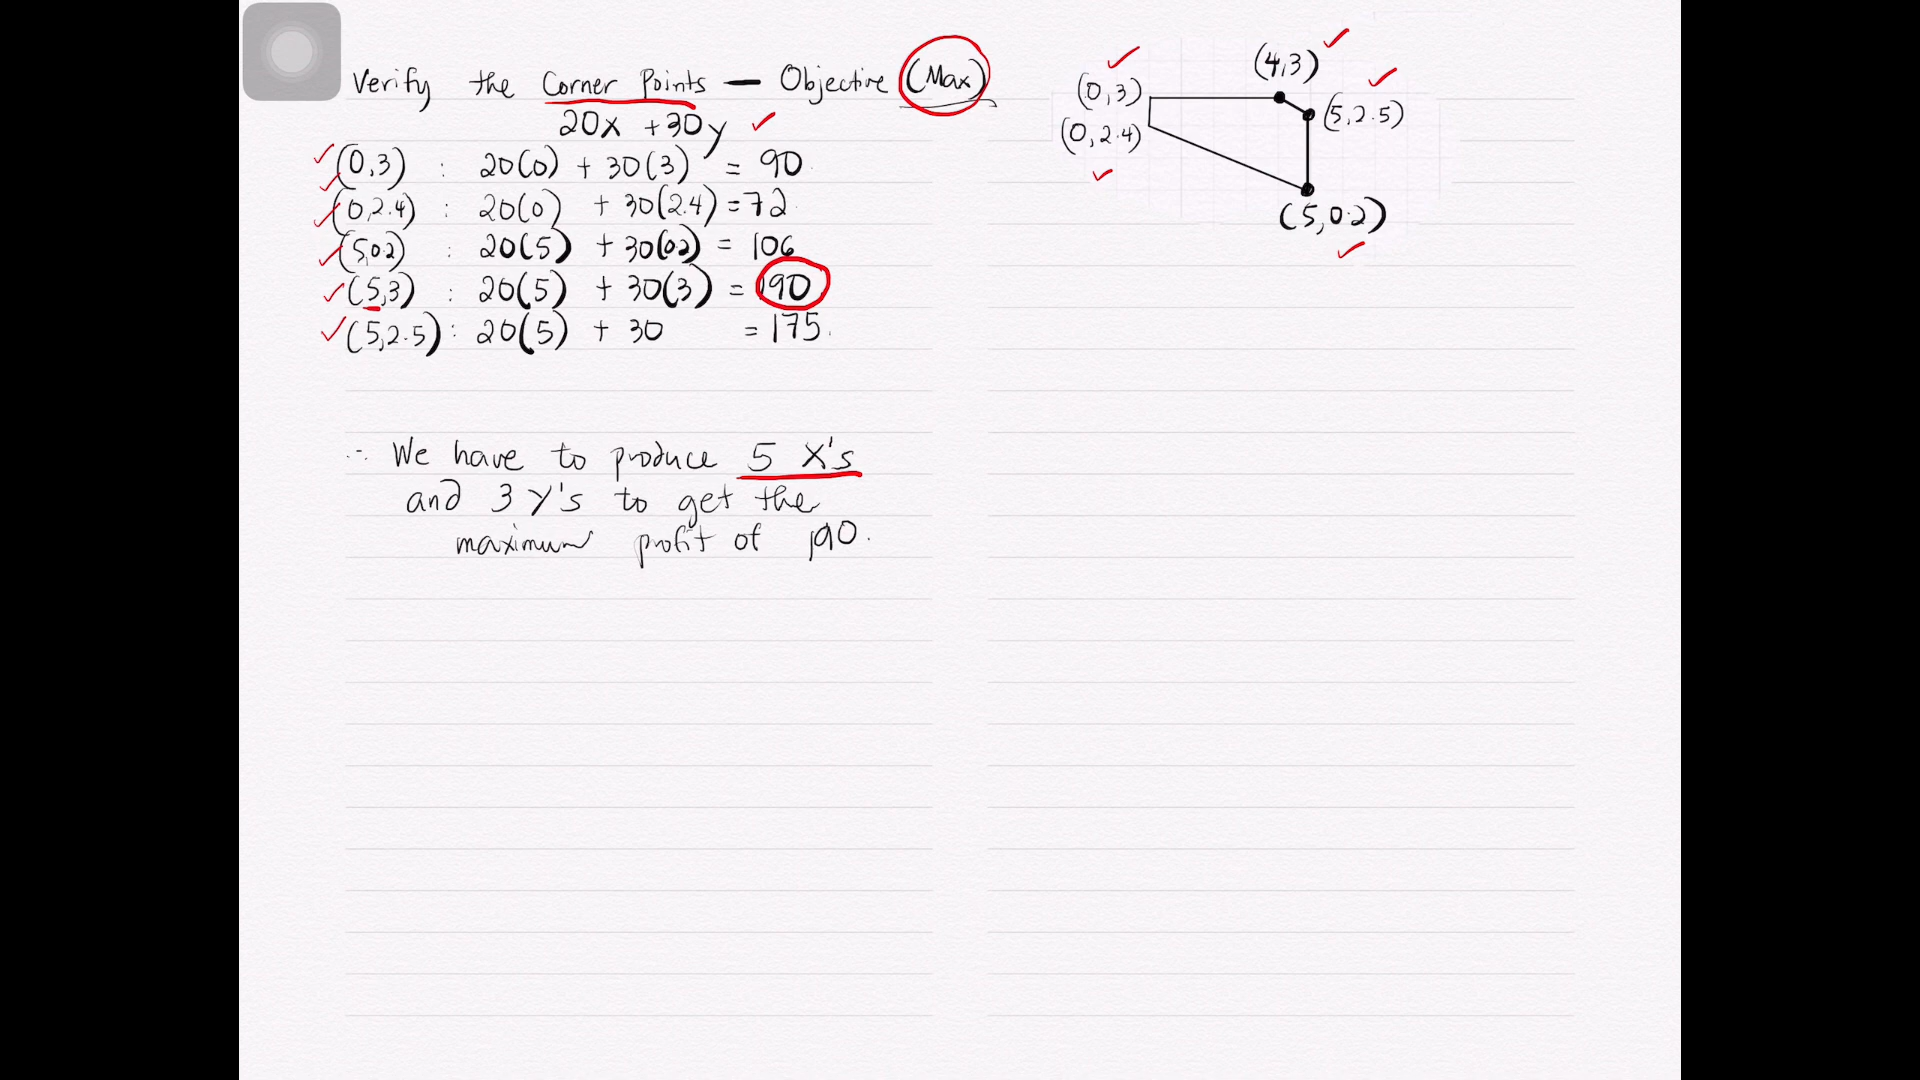 Verify the Corner Points — Objective (Max)
20x + 30y
(0,3) : 20(0) + 30(3) = 90
(0,2.4) : 20(0) + 30(2.4) = 72
(5,0.2) : 20(5) + 30(0.2) = 106
(5,3) : 20(5) + 30(3) = 190
(5,2.5) : 20(5) + 30 = 175
∴ We have to produce 5 X's
and 3 Y's to get the
maximum profit of 190.
(4,3)
(0,3)
(5,2.5)
(0,2.4)
(5,0.2)